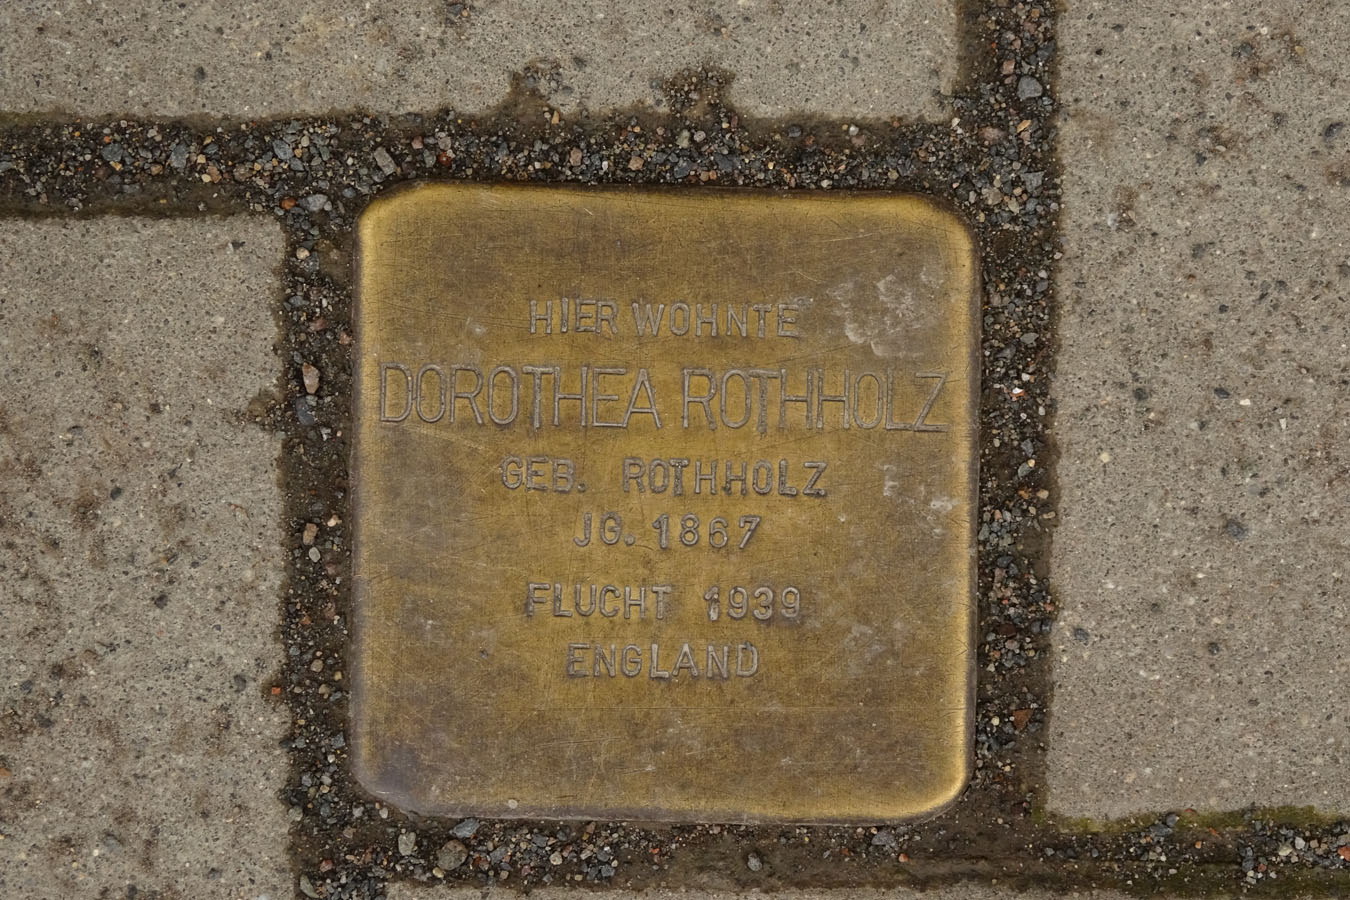 HIER WOHNTE
DOROTHEA ROTHHOLZ
GEB. ROTHHOLZ
JG. 1867
FLUCHT 1939
ENGLAND